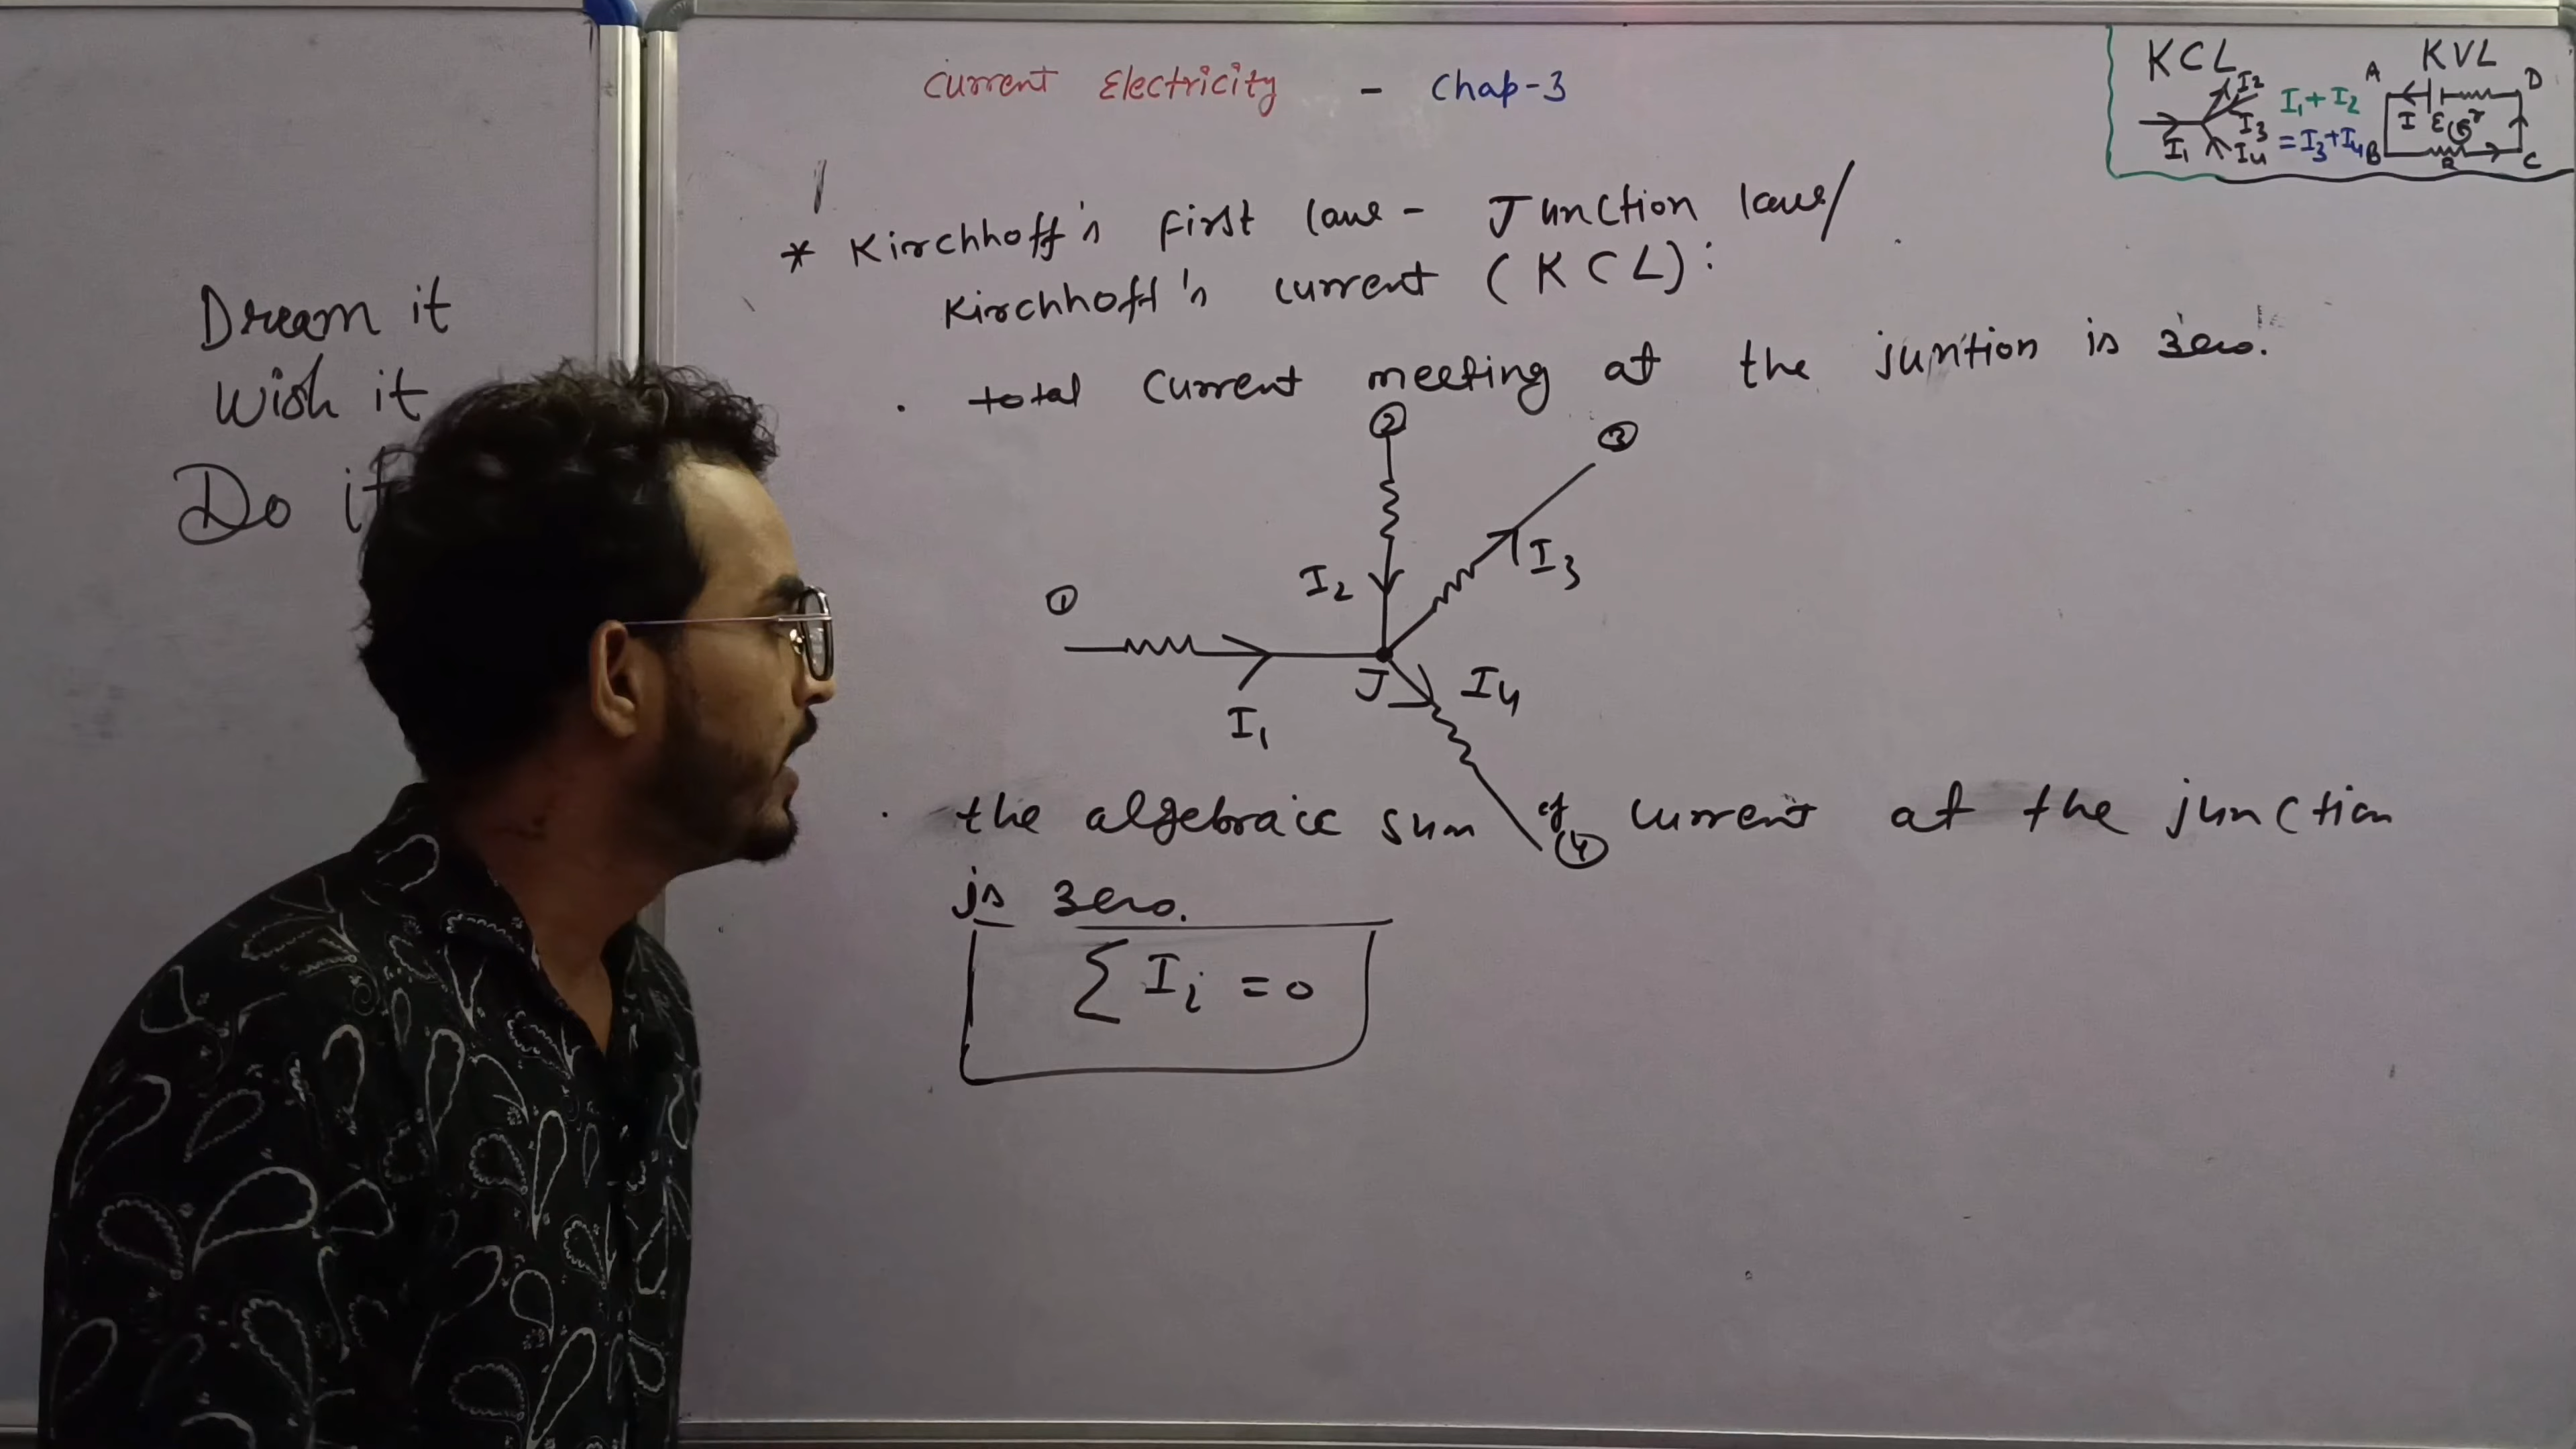 Current Electricity - Chap-3
KCL
I2
I1
I3
I4
I1+I2
=I3+I4
KVL
A
D
I
E
r
B
R
C
Dream it
Wish it
Do it
* Kirchhoff's first law - Junction law/
Kirchhoff's current (KCL):
. total current meeting at the juntion is zero.
②
③
I2
I3
①
J
I4
I1
. the algebraic sum of current at the junction
④
is zero.
∑ Ii = 0